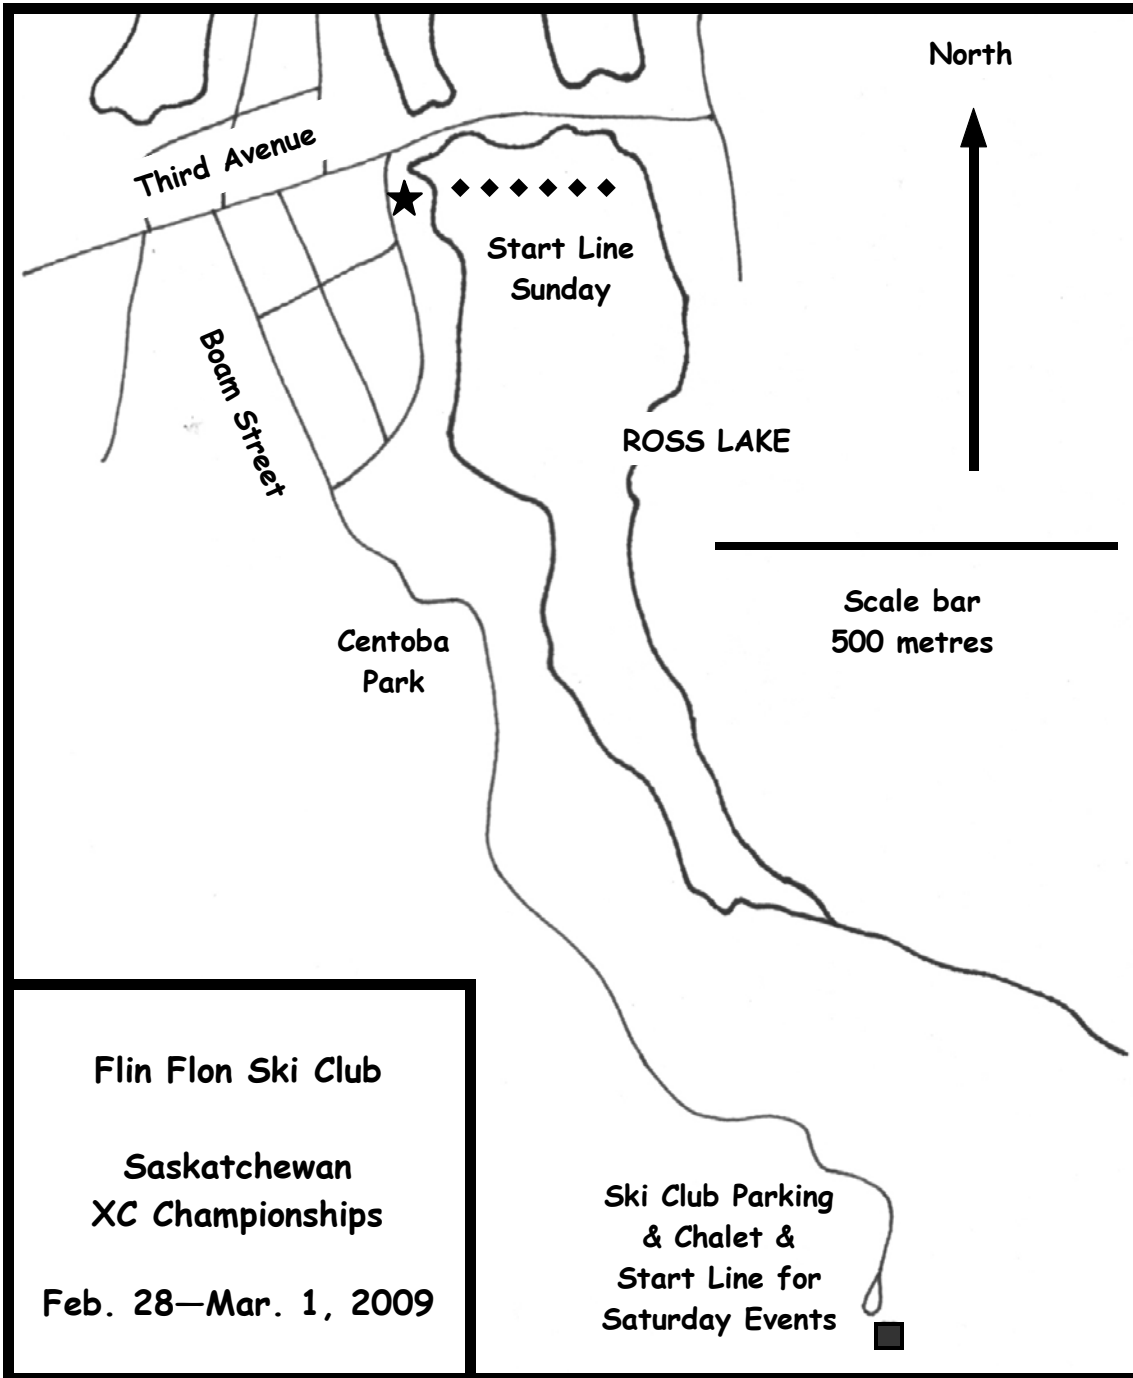 North
Third Avenue
Start Line
Sunday
Boam Street
ROSS LAKE
Scale bar
500 metres
Centoba
Park
Flin Flon Ski Club
Saskatchewan
XC Championships
Feb. 28—Mar. 1, 2009
Ski Club Parking
& Chalet &
Start Line for
Saturday Events